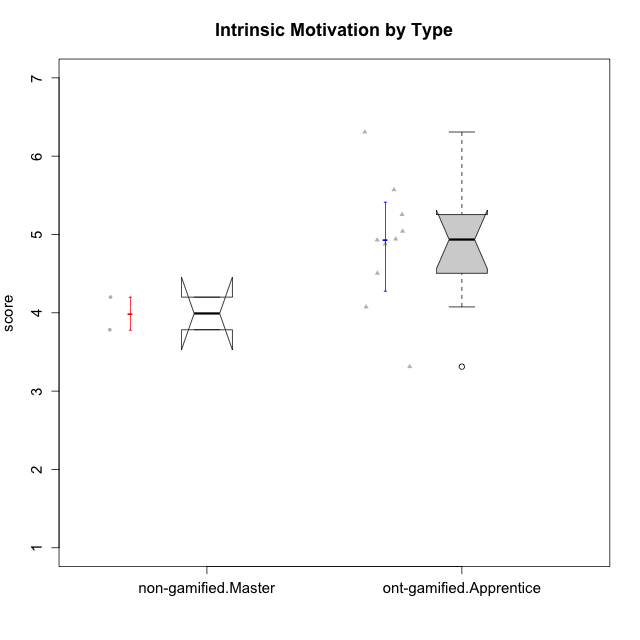 Intrinsic Motivation by Type
7
6
5
4
3
2
1
score
non-gamified.Master
ont-gamified.Apprentice